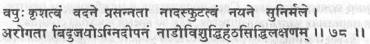 वपुः कृशत्वं वदने प्रसन्नता नादस्फुटत्वं नयने सुनिर्मले ।
अरोगता बिंदुजयोऽग्निदीपनं नाडीविशुद्धिर्हठसिद्धिलक्षणम् ।। ७८ ।।